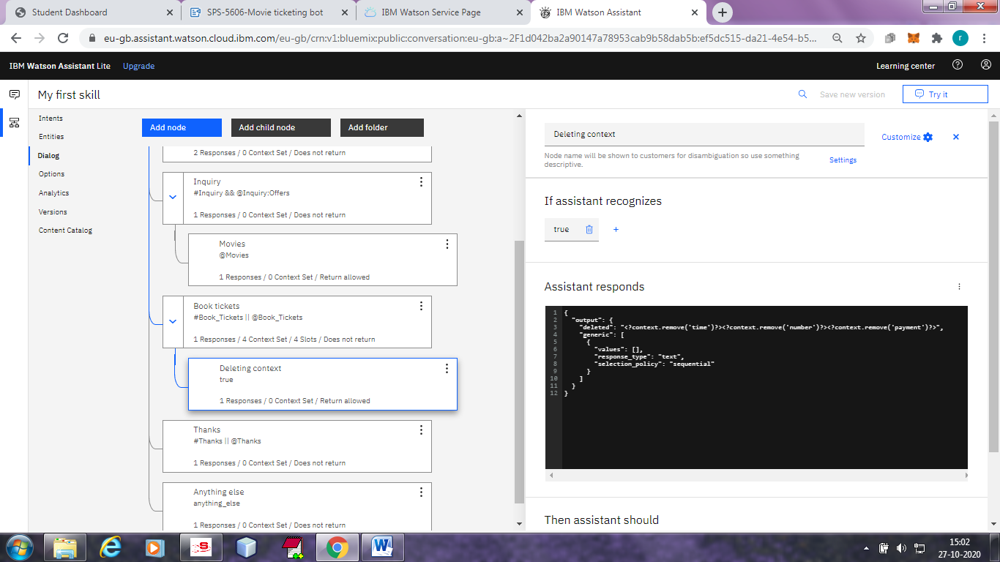 Student Dashboard
SPS-5606-Movie ticketing bot
IBM Watson Service Page
IBM Watson Assistant
eu-gb.assistant.watson.cloud.ibm.com/eu-gb/crn:v1:bluemix:public:conversation:eu-gb:a~2F1d042ba2a90147a78953cab9b58dab5b:ef5dc515-da21-4e54-b5...
r
IBM Watson Assistant Lite
Upgrade
Learning center
My first skill
Save new version
Try it
Intents
Entities
Dialog
Options
Analytics
Versions
Content Catalog
Add node
Add child node
Add folder
2 Responses / 0 Context Set / Does not return
Inquiry
#Inquiry && @Inquiry:Offers
1 Responses / 0 Context Set / Does not return
Movies
@Movies
1 Responses / 0 Context Set / Return allowed
Book tickets
#Book_Tickets || @Book_Tickets
1 Responses / 4 Context Set / 4 Slots / Does not return
Deleting context
true
1 Responses / 0 Context Set / Return allowed
Thanks
#Thanks || @Thanks
1 Responses / 0 Context Set / Does not return
Anything else
anything_else
1 Responses / 0 Context Set / Does not return
Deleting context
Customize
Node name will be shown to customers for disambiguation so use something
descriptive.
Settings
If assistant recognizes
true
Assistant responds
1 {
2 "output": {
3 "deleted": "<?context.remove('time')?><?context.remove('number')?><?context.remove('payment')?>",
4 "generic": [
5 {
6 "values": [],
7 "response_type": "text",
8 "selection_policy": "sequential"
9 }
10 ]
11 }
12 }
Then assistant should
15:02
27-10-2020